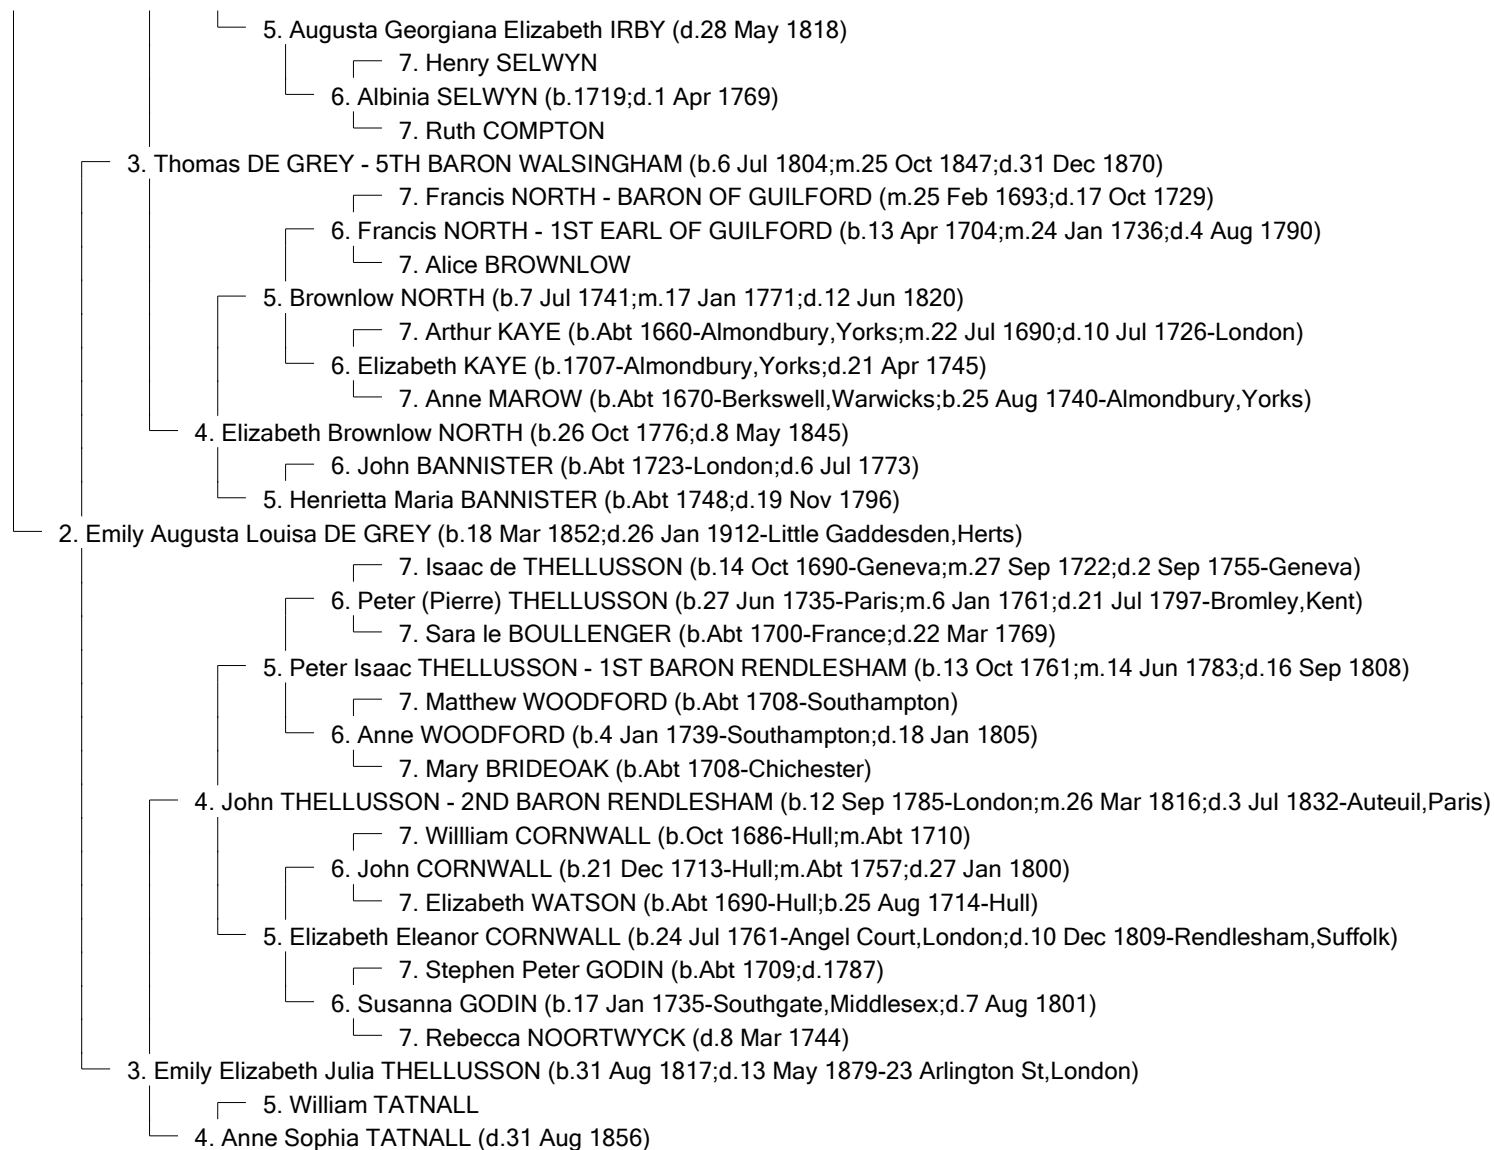 5. Augusta Georgiana Elizabeth IRBY (d.28 May 1818)
7. Henry SELWYN
6. Albinia SELWYN (b.1719;d.1 Apr 1769)
7. Ruth COMPTON
3. Thomas DE GREY - 5TH BARON WALSINGHAM (b.6 Jul 1804;m.25 Oct 1847;d.31 Dec 1870)
7. Francis NORTH - BARON OF GUILFORD (m.25 Feb 1693;d.17 Oct 1729)
6. Francis NORTH - 1ST EARL OF GUILFORD (b.13 Apr 1704;m.24 Jan 1736;d.4 Aug 1790)
7. Alice BROWNLOW
5. Brownlow NORTH (b.7 Jul 1741;m.17 Jan 1771;d.12 Jun 1820)
7. Arthur KAYE (b.Abt 1660-Almondbury,Yorks;m.22 Jul 1690;d.10 Jul 1726-London)
6. Elizabeth KAYE (b.1707-Almondbury,Yorks;d.21 Apr 1745)
7. Anne MAROW (b.Abt 1670-Berkswell,Warwicks;b.25 Aug 1740-Almondbury,Yorks)
4. Elizabeth Brownlow NORTH (b.26 Oct 1776;d.8 May 1845)
6. John BANNISTER (b.Abt 1723-London;d.6 Jul 1773)
5. Henrietta Maria BANNISTER (b.Abt 1748;d.19 Nov 1796)
2. Emily Augusta Louisa DE GREY (b.18 Mar 1852;d.26 Jan 1912-Little Gaddesden,Herts)
7. Isaac de THELLUSSON (b.14 Oct 1690-Geneva;m.27 Sep 1722;d.2 Sep 1755-Geneva)
6. Peter (Pierre) THELLUSSON (b.27 Jun 1735-Paris;m.6 Jan 1761;d.21 Jul 1797-Bromley,Kent)
7. Sara le BOULLENGER (b.Abt 1700-France;d.22 Mar 1769)
5. Peter Isaac THELLUSSON - 1ST BARON RENDLESHAM (b.13 Oct 1761;m.14 Jun 1783;d.16 Sep 1808)
7. Matthew WOODFORD (b.Abt 1708-Southampton)
6. Anne WOODFORD (b.4 Jan 1739-Southampton;d.18 Jan 1805)
7. Mary BRIDEOAK (b.Abt 1708-Chichester)
4. John THELLUSSON - 2ND BARON RENDLESHAM (b.12 Sep 1785-London;m.26 Mar 1816;d.3 Jul 1832-Auteuil,Paris)
7. Willliam CORNWALL (b.Oct 1686-Hull;m.Abt 1710)
6. John CORNWALL (b.21 Dec 1713-Hull;m.Abt 1757;d.27 Jan 1800)
7. Elizabeth WATSON (b.Abt 1690-Hull;b.25 Aug 1714-Hull)
5. Elizabeth Eleanor CORNWALL (b.24 Jul 1761-Angel Court,London;d.10 Dec 1809-Rendlesham,Suffolk)
7. Stephen Peter GODIN (b.Abt 1709;d.1787)
6. Susanna GODIN (b.17 Jan 1735-Southgate,Middlesex;d.7 Aug 1801)
7. Rebecca NOORTWYCK (d.8 Mar 1744)
3. Emily Elizabeth Julia THELLUSSON (b.31 Aug 1817;d.13 May 1879-23 Arlington St,London)
5. William TATNALL
4. Anne Sophia TATNALL (d.31 Aug 1856)